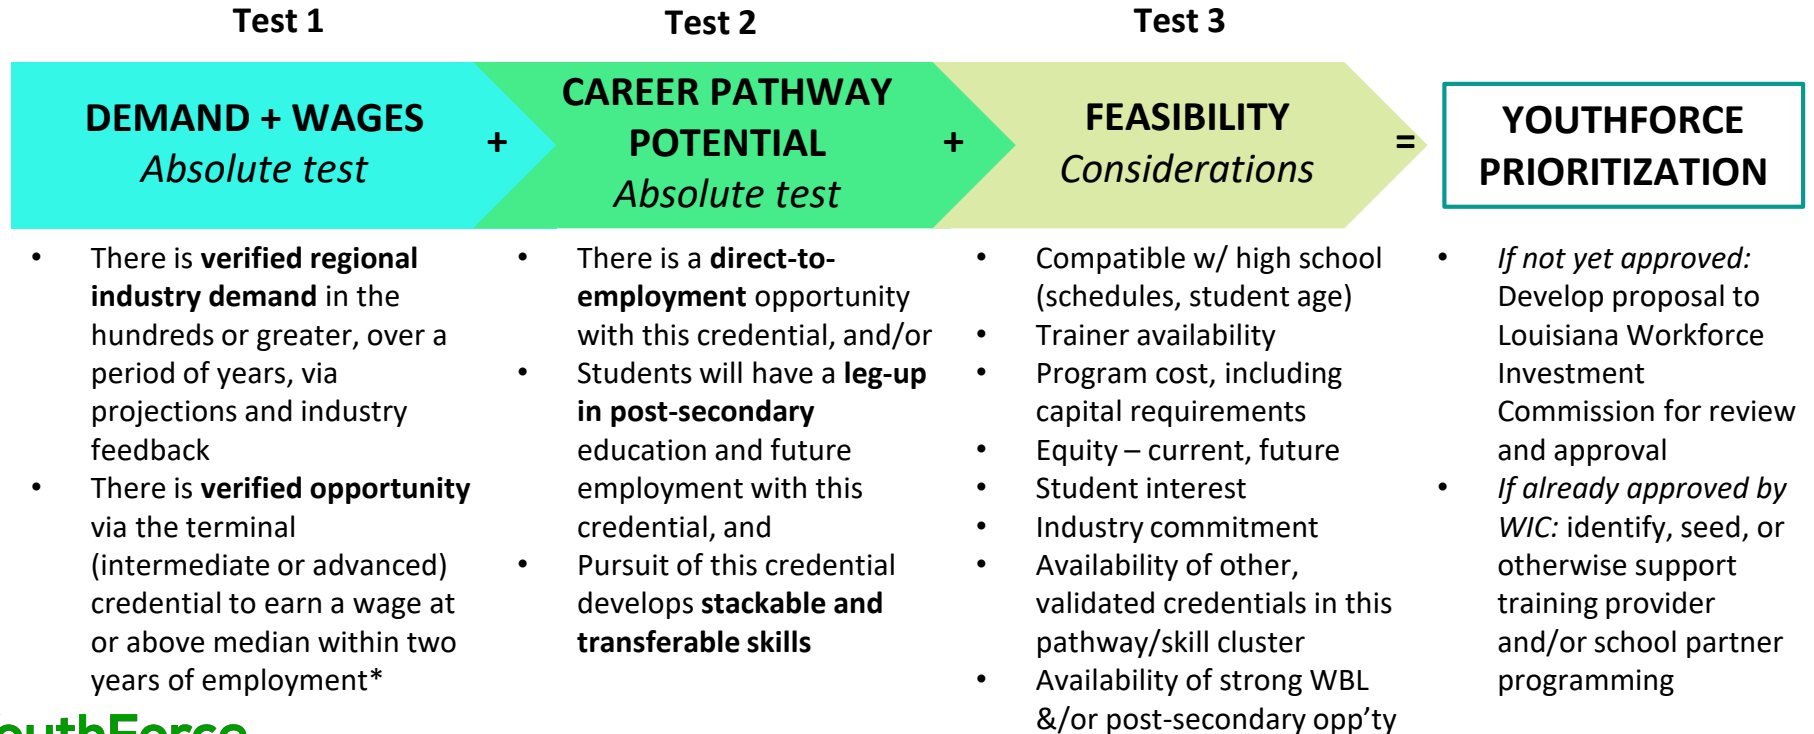 Test 1
Test 2
Test 3
DEMAND + WAGES
Absolute test
+
CAREER PATHWAY
POTENTIAL
Absolute test
+
FEASIBILITY
Considerations
=
YOUTHFORCE
PRIORITIZATION
• There is verified regional
industry demand in the
hundreds or greater, over a
period of years, via
projections and industry
feedback
• There is verified opportunity
via the terminal
(intermediate or advanced)
credential to earn a wage at
or above median within two
years of employment*
• There is a direct-to-
employment opportunity
with this credential, and/or
• Students will have a leg-up
in post-secondary
education and future
employment with this
credential, and
• Pursuit of this credential
develops stackable and
transferable skills
• Compatible w/ high school
(schedules, student age)
• Trainer availability
• Program cost, including
capital requirements
• Equity – current, future
• Student interest
• Industry commitment
• Availability of other,
validated credentials in this
pathway/skill cluster
• Availability of strong WBL
&/or post-secondary opp’ty
• If not yet approved:
Develop proposal to
Louisiana Workforce
Investment
Commission for review
and approval
• If already approved by
WIC: identify, seed, or
otherwise support
training provider
and/or school partner
programming